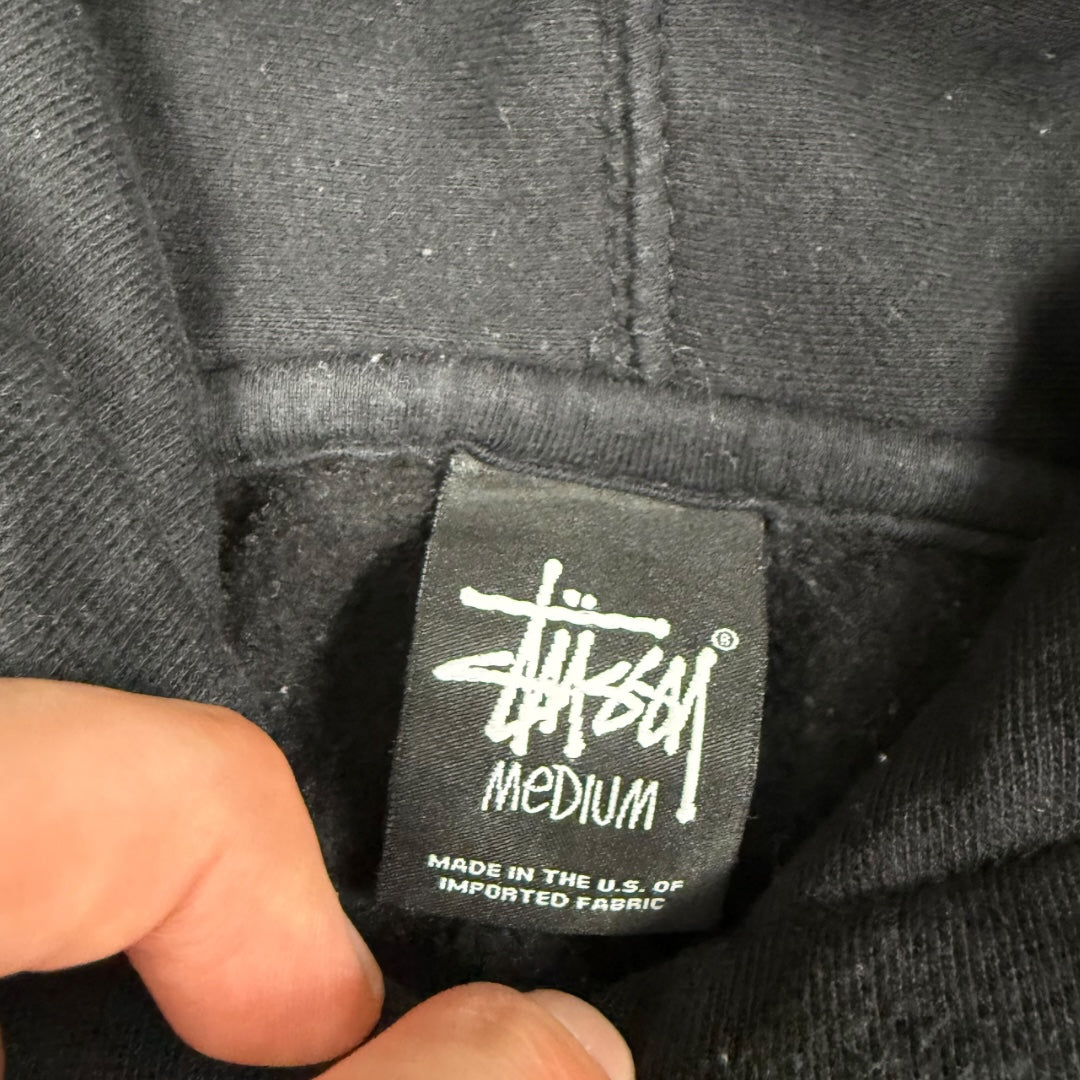 Stüssy ®
MEDIUM
MADE IN THE U.S. OF
IMPORTED FABRIC